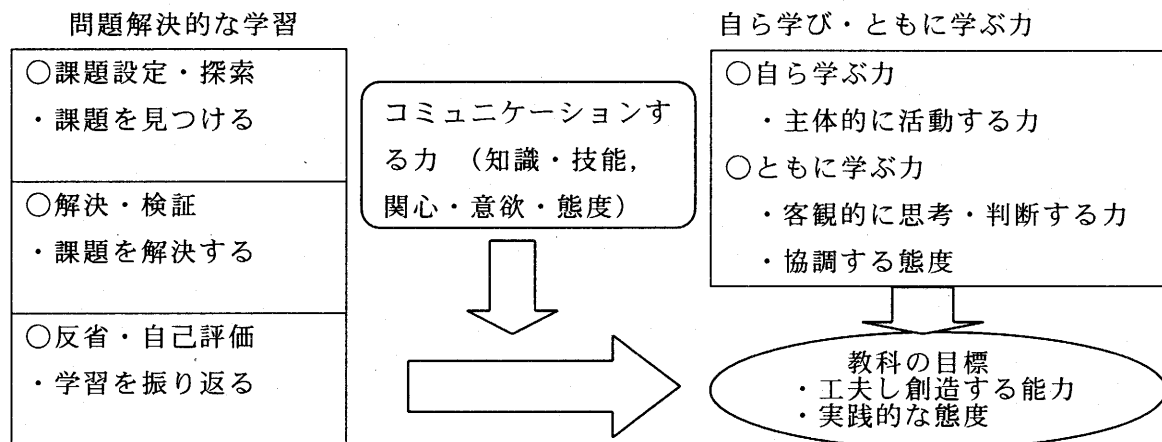 問題解決的な学習
○課題設定・探索
・課題を見つける
○解決・検証
・課題を解決する
○反省・自己評価
・学習を振り返る
コミュニケーションす
る力 （知識・技能,
関心・意欲・態度）
自ら学び・ともに学ぶ力
○自ら学ぶ力
・主体的に活動する力
○ともに学ぶ力
・客観的に思考・判断する力
・協調する態度
教科の目標
・工夫し創造する能力
・実践的な態度